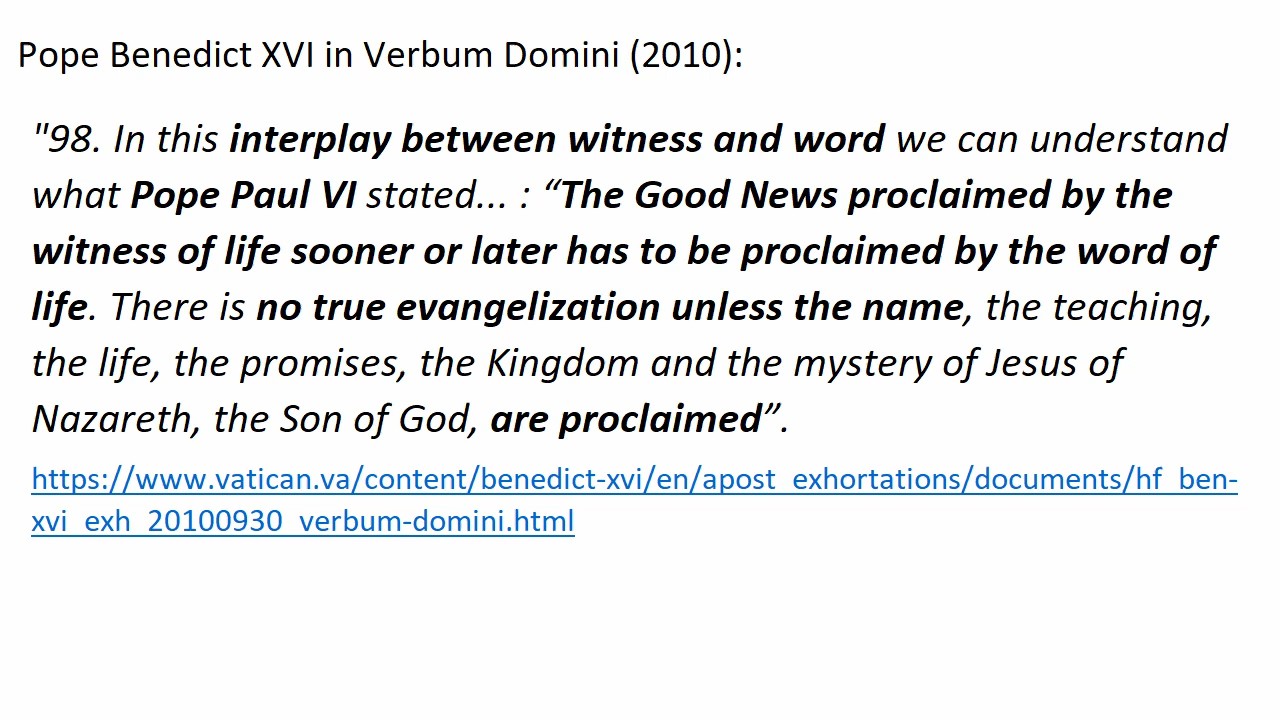 Pope Benedict XVI in Verbum Domini (2010):
"98. In this interplay between witness and word we can understand
what Pope Paul VI stated... : “The Good News proclaimed by the
witness of life sooner or later has to be proclaimed by the word of
life. There is no true evangelization unless the name, the teaching,
the life, the promises, the Kingdom and the mystery of Jesus of
Nazareth, the Son of God, are proclaimed”.
https://www.vatican.va/content/benedict-xvi/en/apost_exhortations/documents/hf_ben-
xvi_exh_20100930_verbum-domini.html